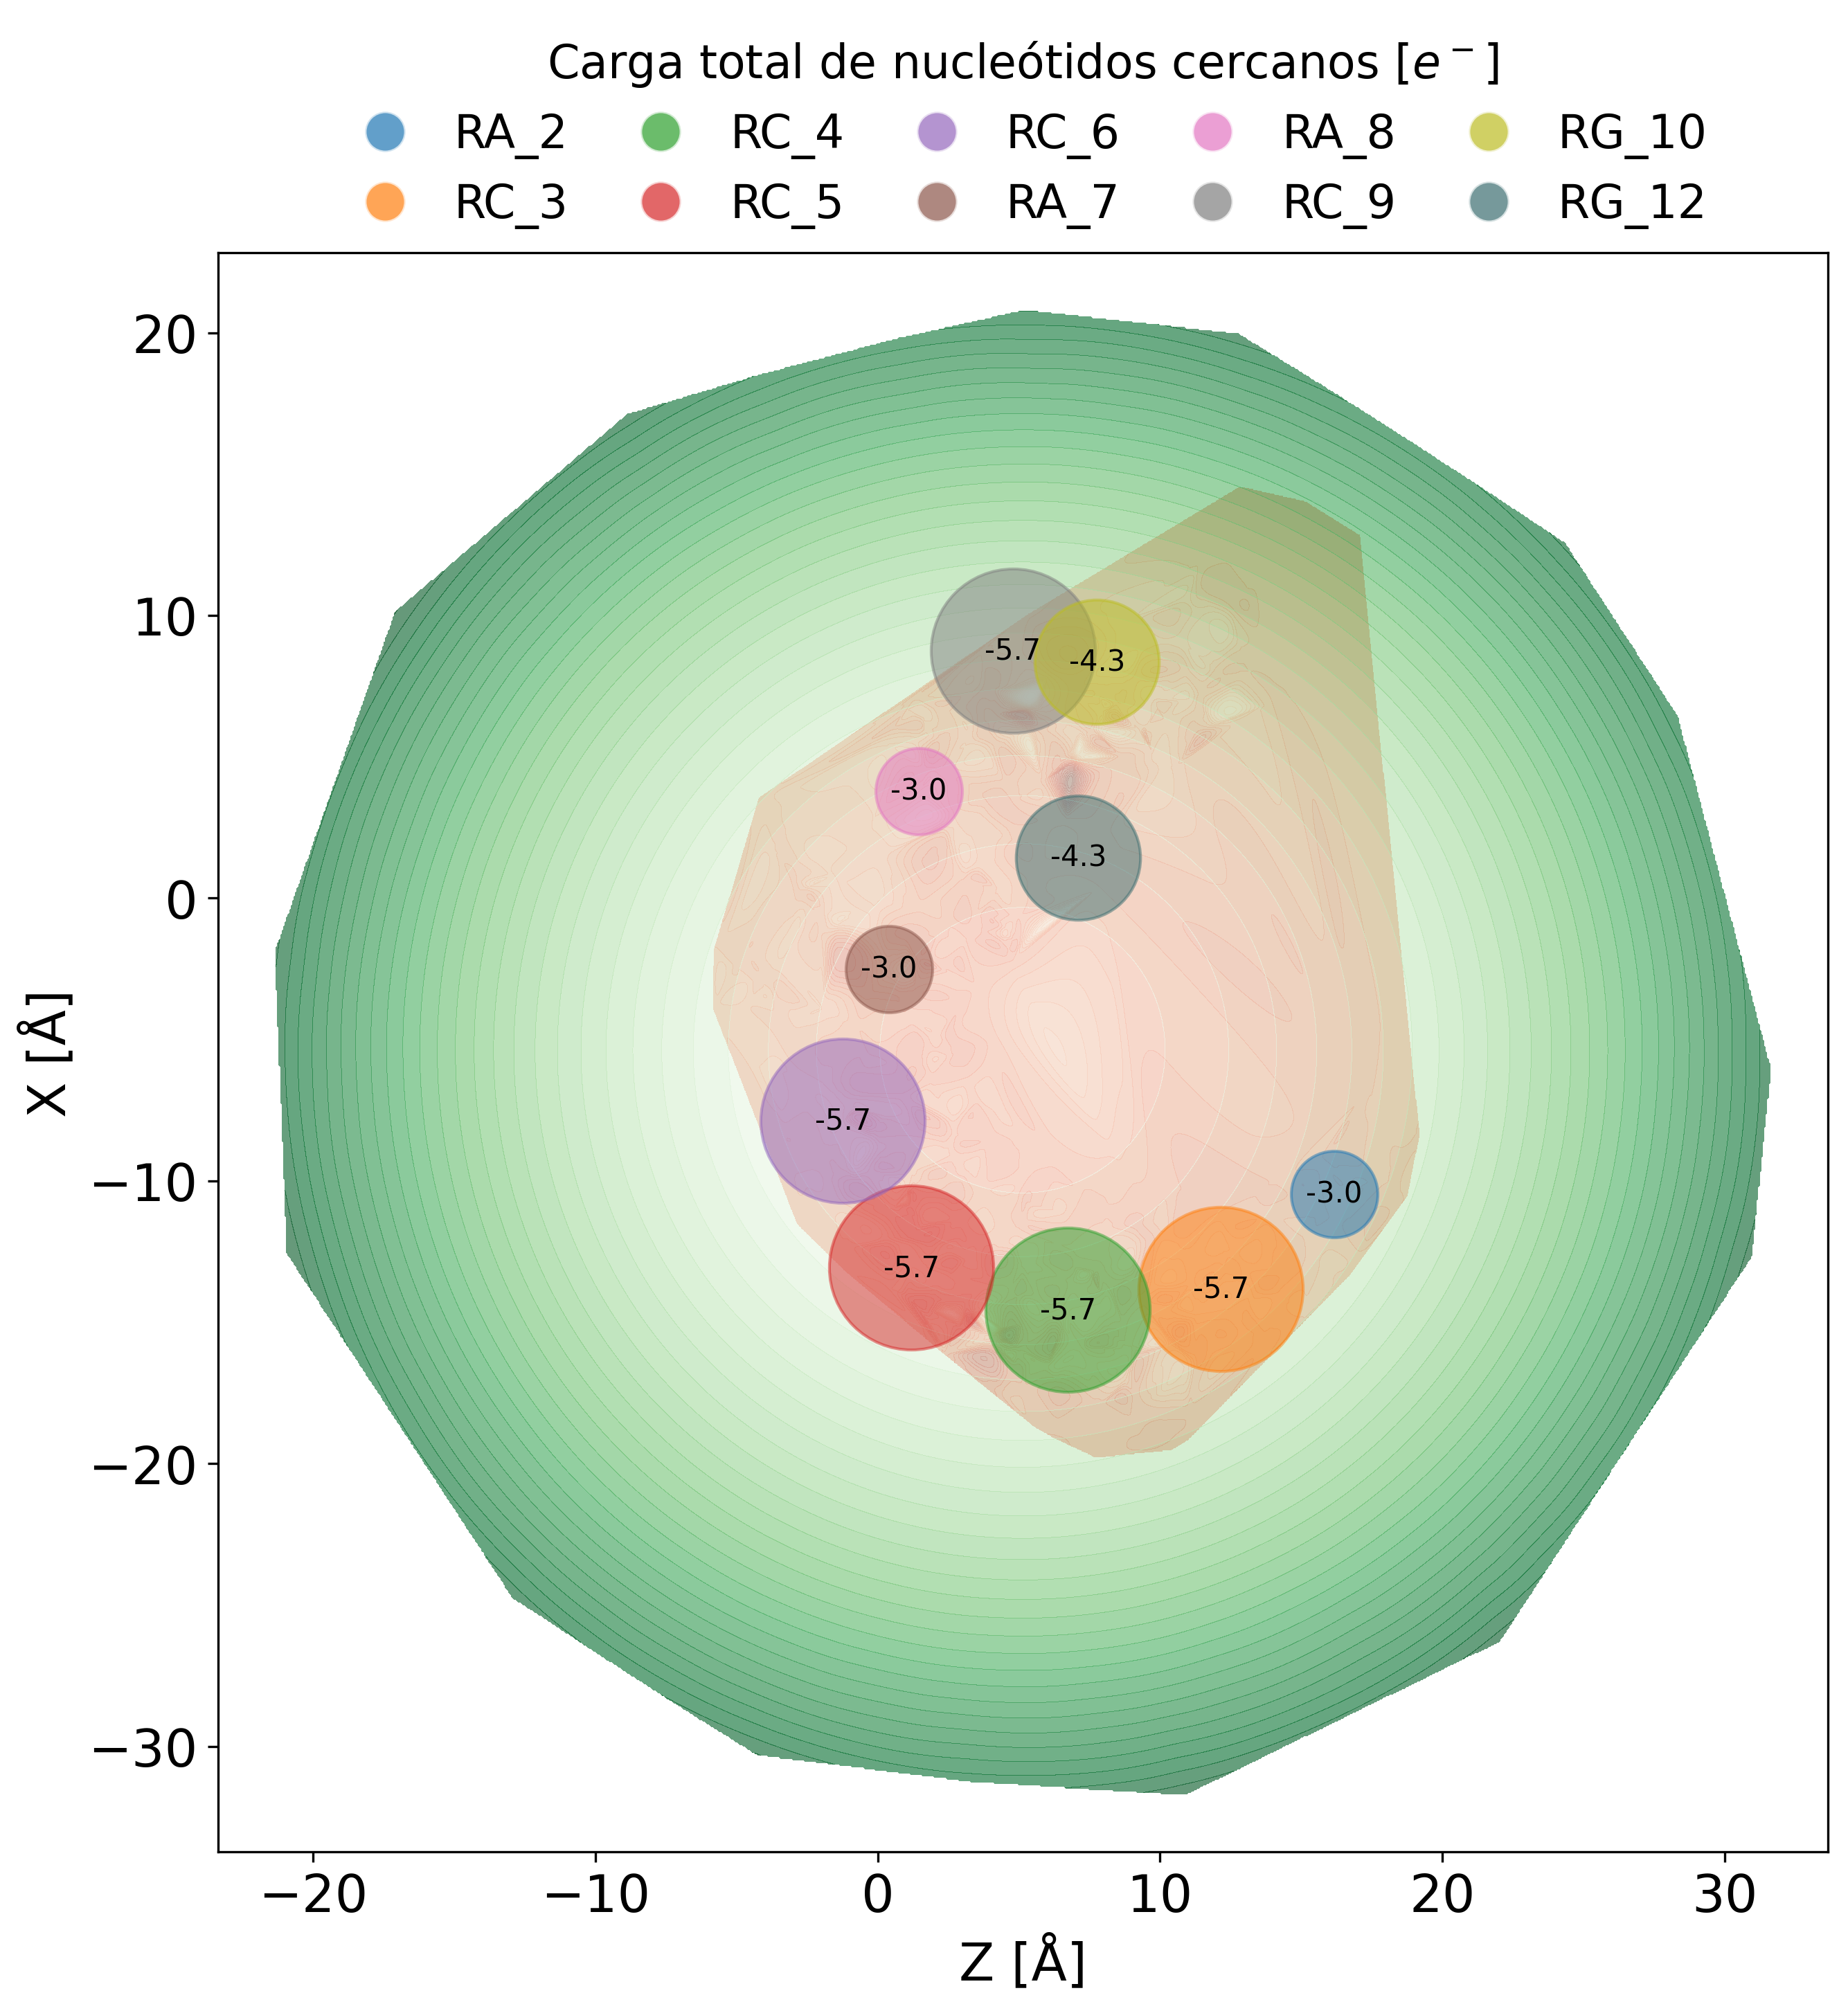 Carga total de nucleótidos cercanos [e⁻]
RA_2 RC_4 RC_6 RA_8 RG_10
RC_3 RC_5 RA_7 RC_9 RG_12
20
10
0
−10
−20
−30
X [Å]
-5.7
-4.3
-3.0
-4.3
-3.0
-5.7
-3.0
-5.7
-5.7
-5.7
−20 −10 0 10 20 30
Z [Å]